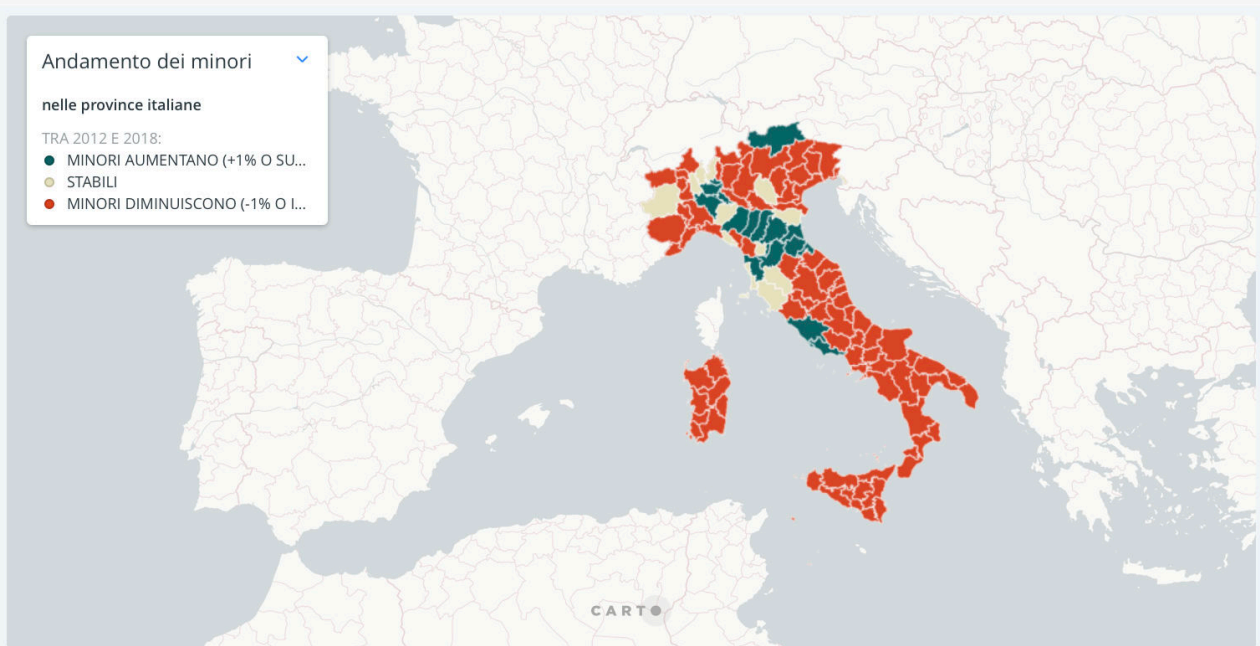 Andamento dei minori
nelle province italiane
TRA 2012 E 2018:
MINORI AUMENTANO (+1% O SU...
STABILI
MINORI DIMINUISCONO (-1% O I...
CARTO